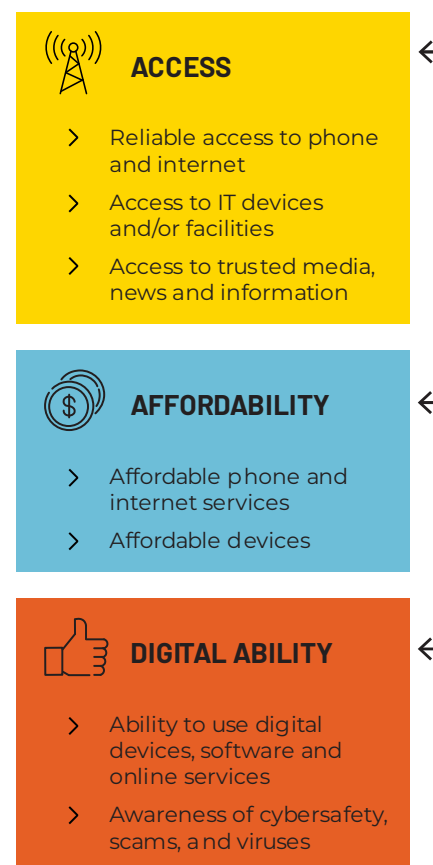 ACCESS
Reliable access to phone
and internet
Access to IT devices
and/or facilities
Access to trusted media,
news and information
$
AFFORDABILITY
Affordable phone and
internet services
Affordable devices
DIGITAL ABILITY
Ability to use digital
devices, software and
online services
Awareness of cybersafety,
scams, and viruses